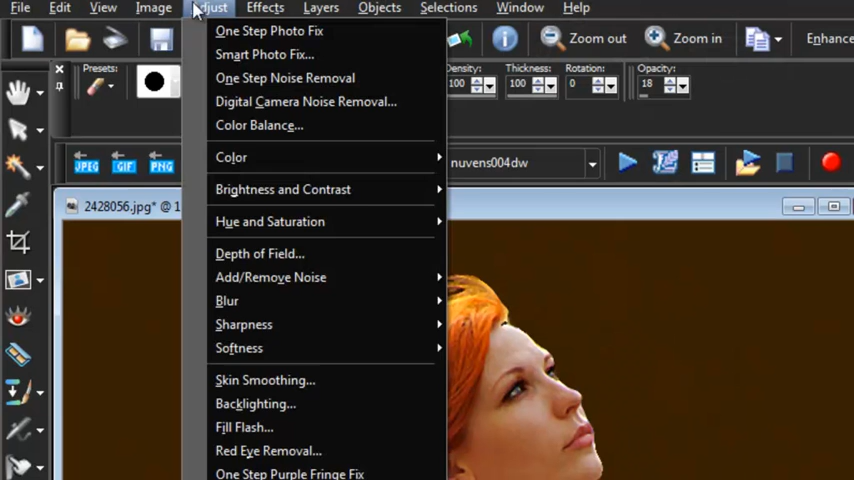 File Edit View Image Adjust Effects Layers Objects Selections Window Help
Zoom out Zoom in Enhance
Presets: Density: Thickness: Rotation: Opacity:
100 100 0 18
JPEG GIF PNG nuvens004dw
2428056.jpg* @ 1
One Step Photo Fix
Smart Photo Fix...
One Step Noise Removal
Digital Camera Noise Removal...
Color Balance...
Color
Brightness and Contrast
Hue and Saturation
Depth of Field...
Add/Remove Noise
Blur
Sharpness
Softness
Skin Smoothing...
Backlighting...
Fill Flash...
Red Eye Removal...
One Step Purple Fringe Fix